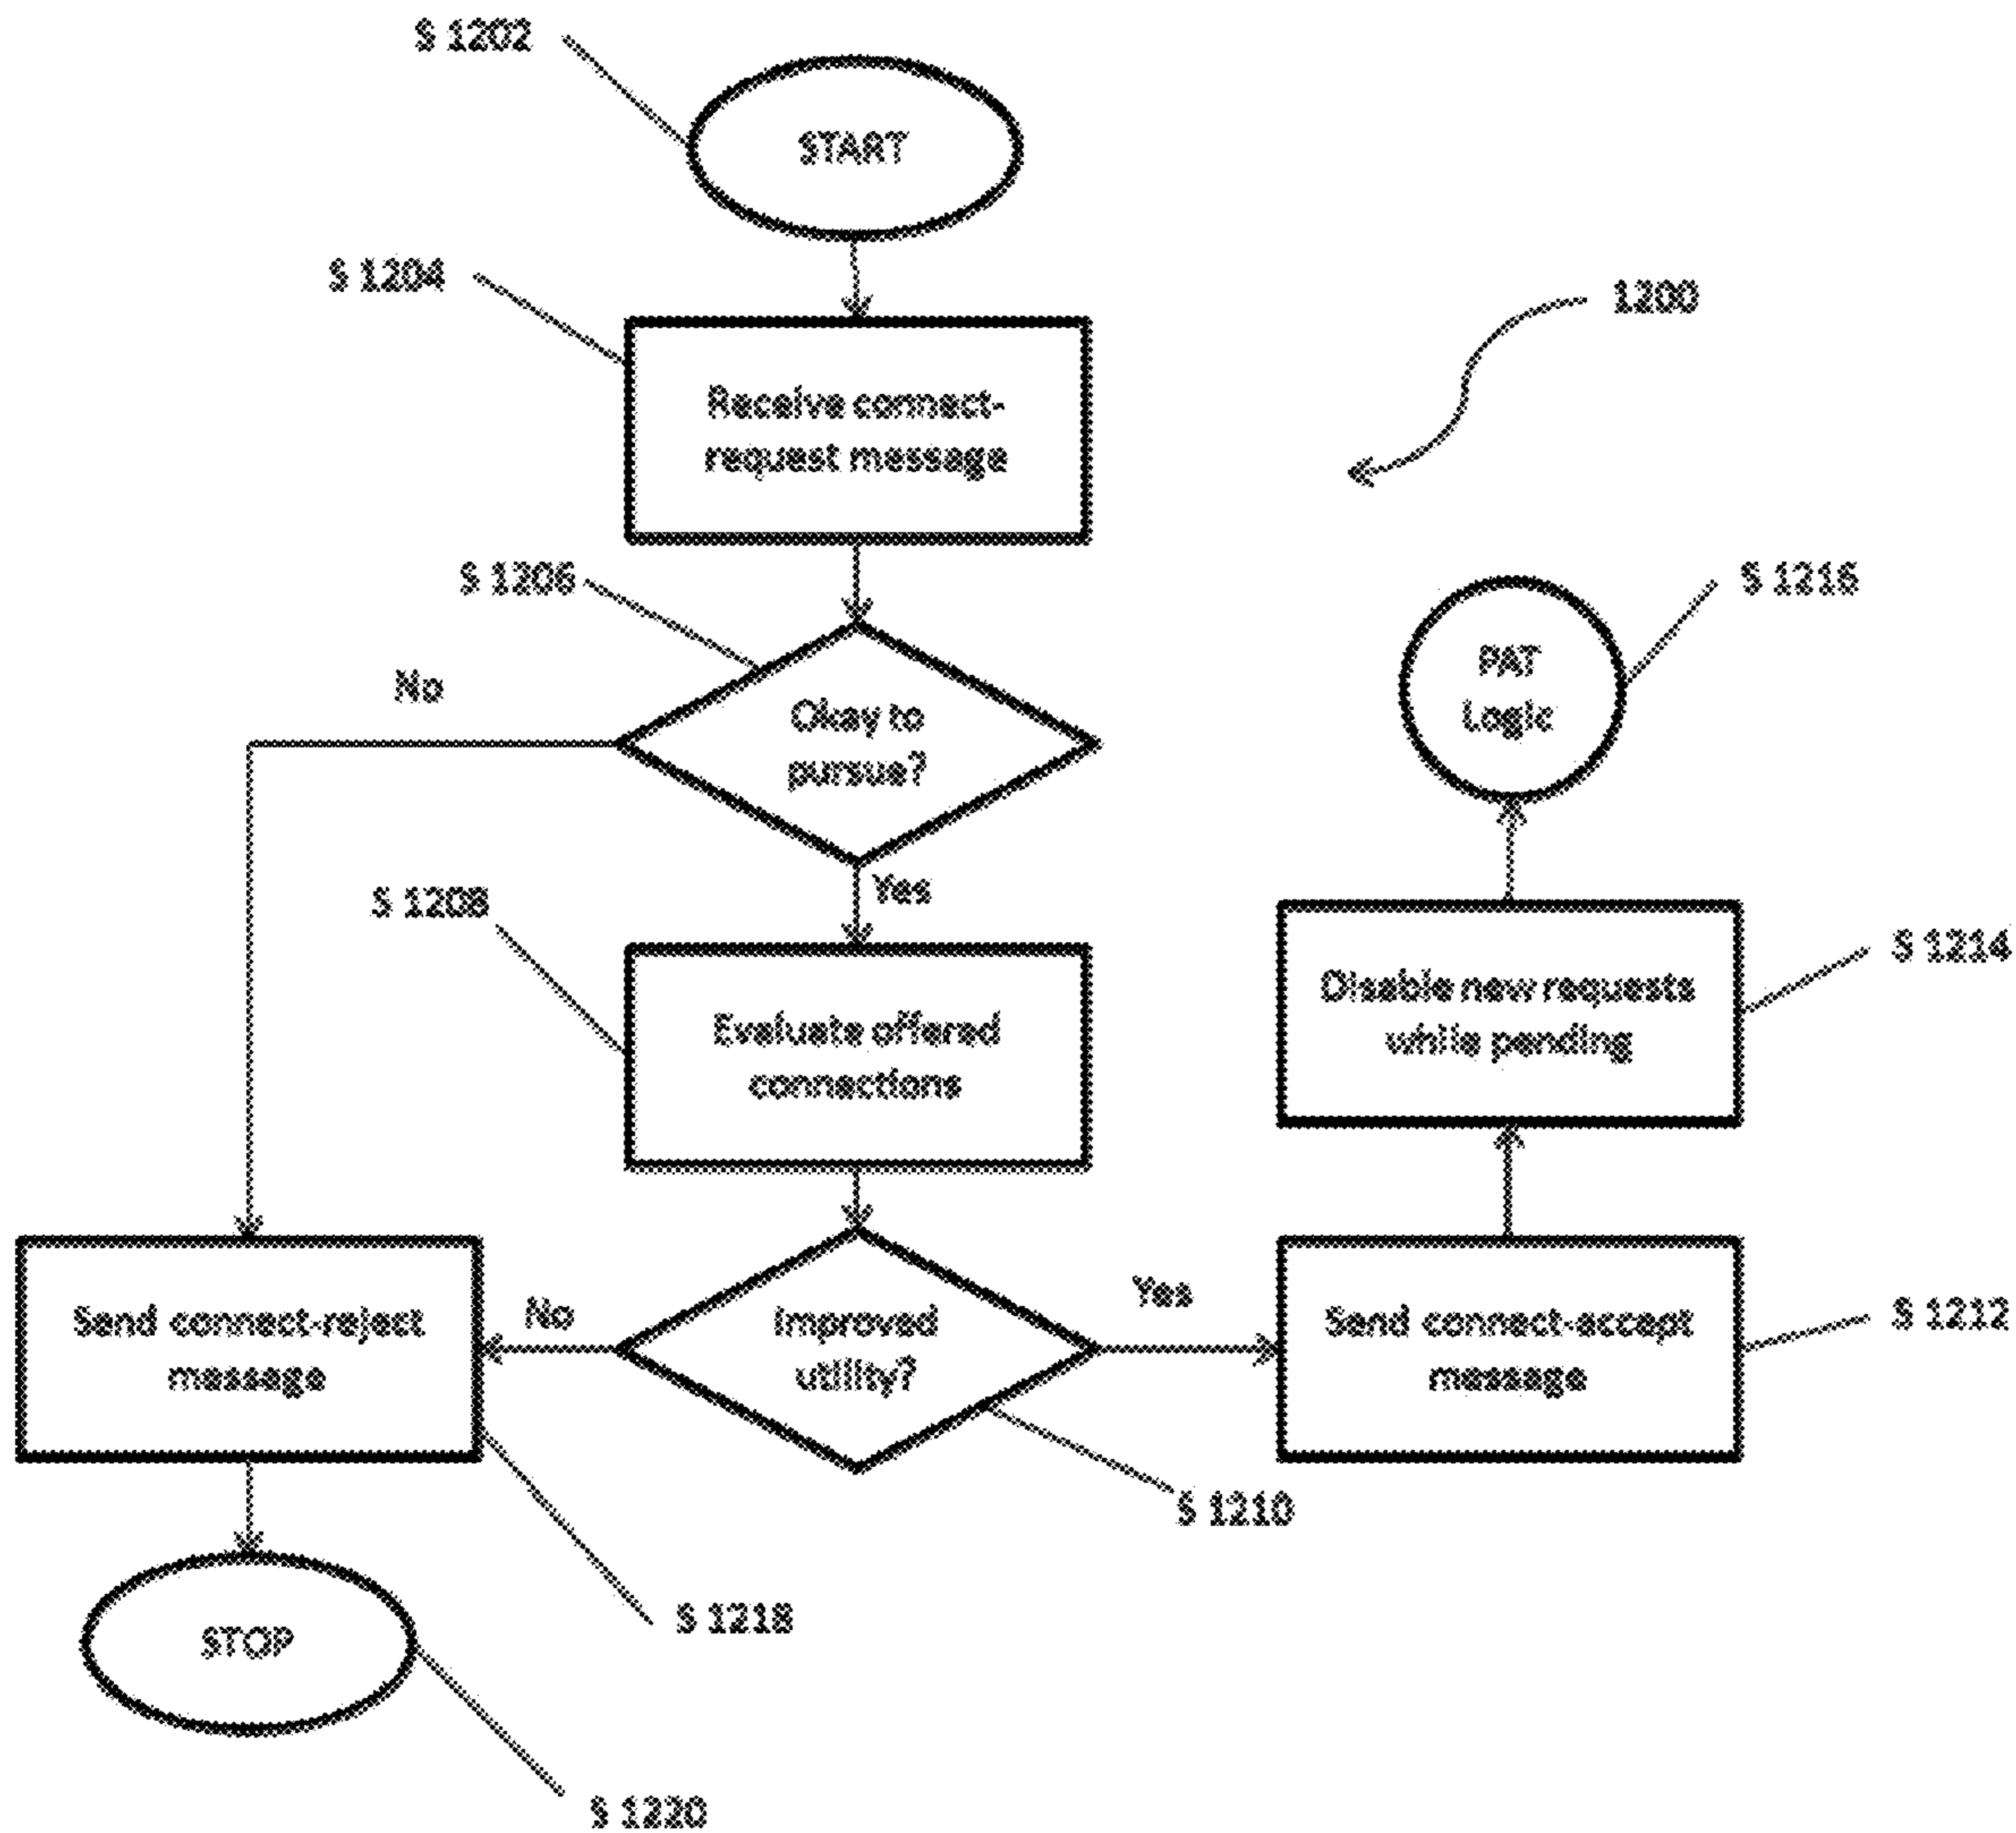 S 1202
START
S 1204
1200
Receive connect-
request message
S 1206
S 1216
No
PAT
Logic
Okay to
pursue?
S 1208
Yes
S 1214
Disable new requests
while pending
Evaluate offered
connections
Yes
No
S 1212
Send connect-reject
message
Improved
utility?
Send connect-accept
message
S 1210
S 1218
STOP
S 1220